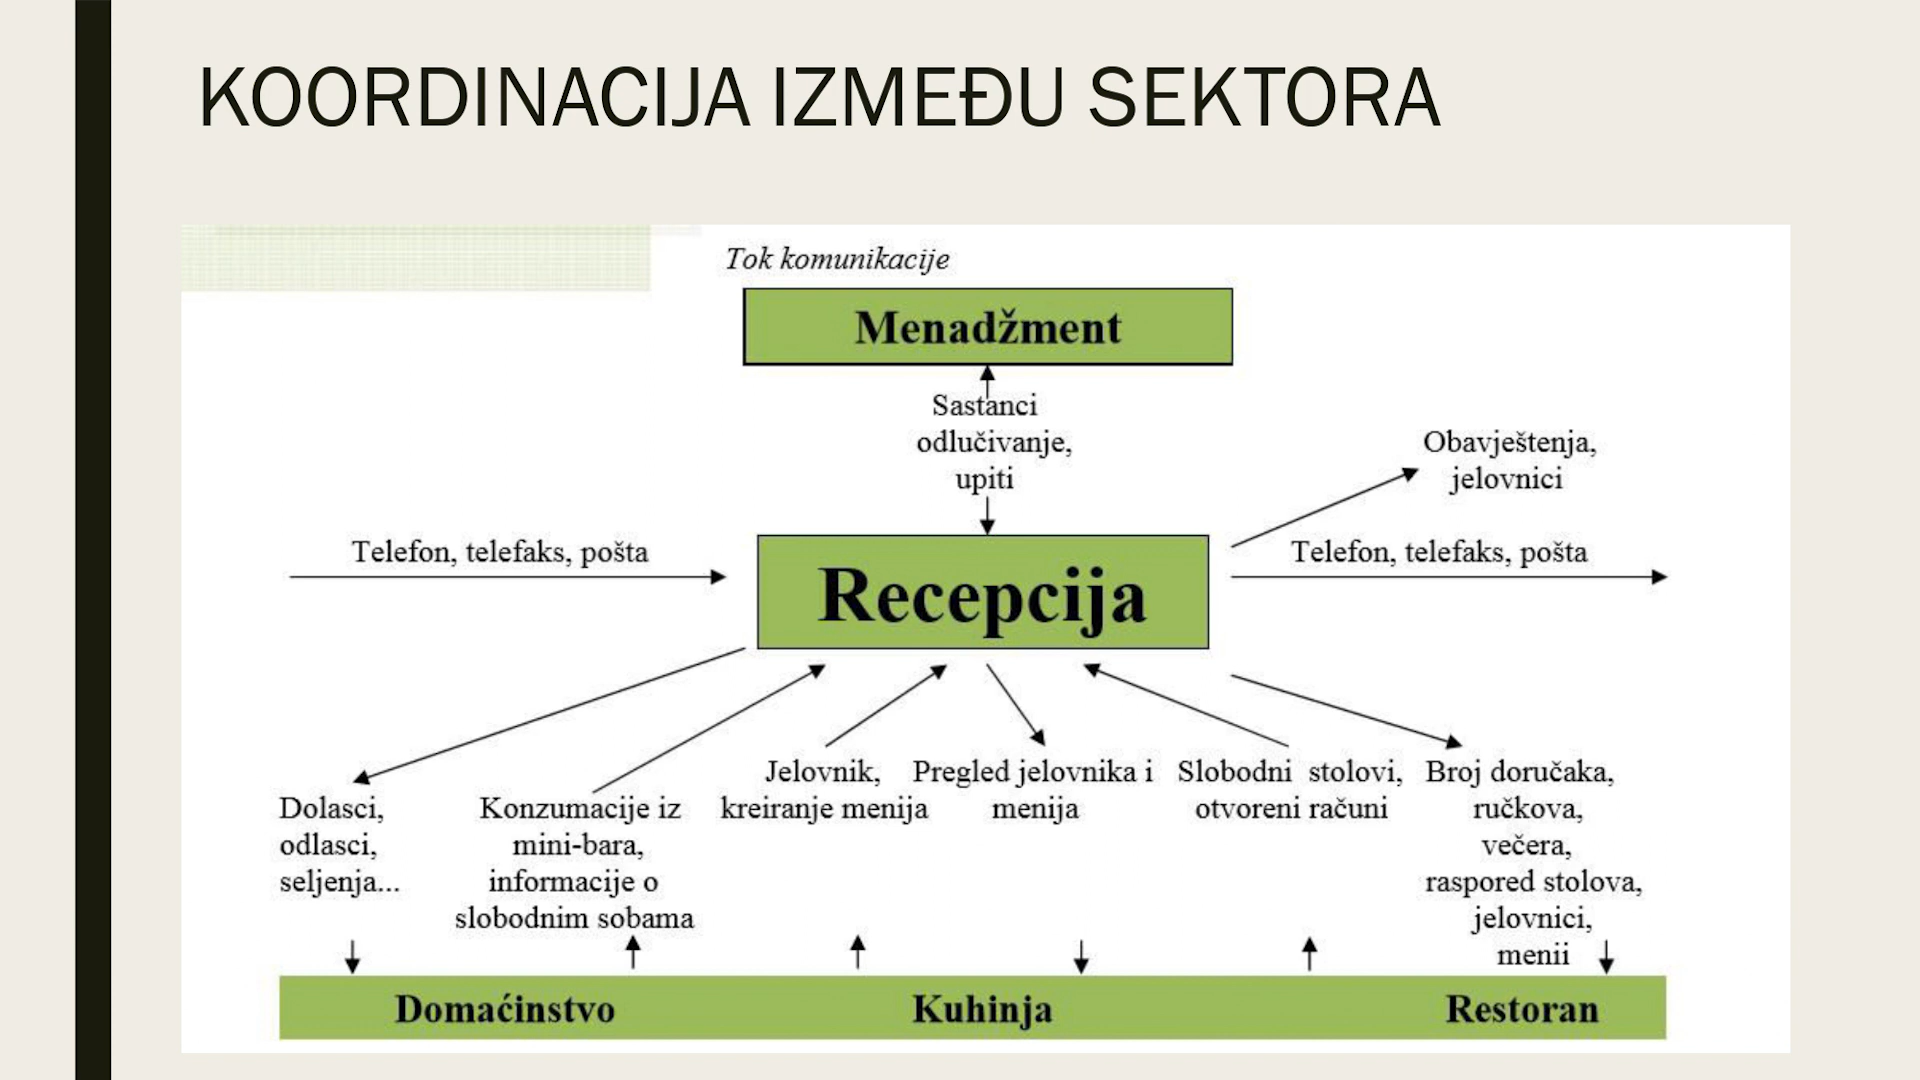 KOORDINACIJA IZMEĐU SEKTORA
Tok komunikacije
Menadžment
Sastanci
odlučivanje,
upiti
Obavještenja,
jelovnici
Telefon, telefaks, pošta
Telefon, telefaks, pošta
Recepcija
Dolasci,
odlasci,
seljenja...
Konzumacije iz
mini-bara,
informacije o
slobodnim sobama
Jelovnik,
kreiranje menija
Pregled jelovnika i
menija
Slobodni stolovi,
otvoreni računi
Broj doručaka,
ručkova,
večera,
raspored stolova,
jelovnici,
menii
Domaćinstvo
Kuhinja
Restoran